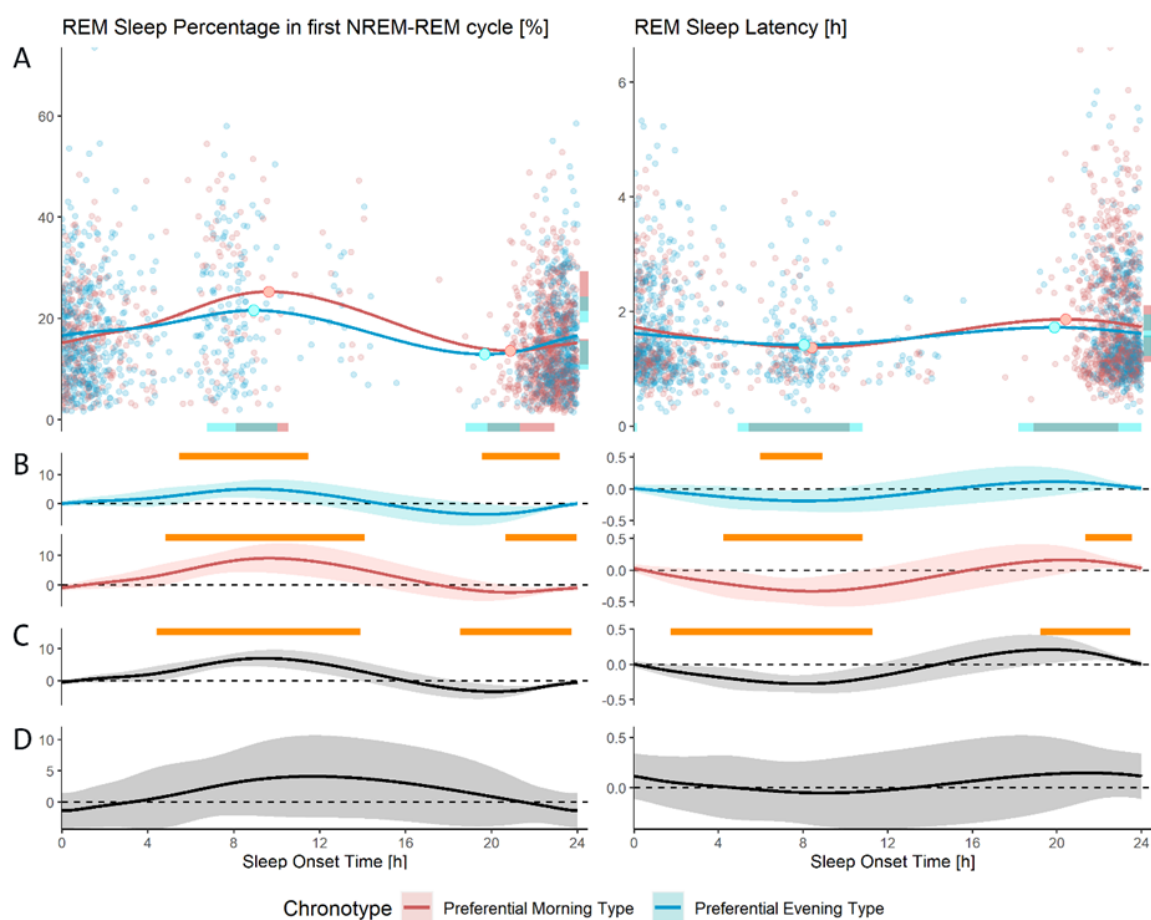 REM Sleep Percentage in first NREM-REM cycle [%]
REM Sleep Latency [h]
A
60
40
20
0
6
4
2
0
B
10
0
0.5
0.0
-0.5
10
0
0.5
0.0
-0.5
C
10
0
0.5
0.0
-0.5
D
10
5
0
0.5
0.0
0 4 8 12 16 20 24
0 4 8 12 16 20 24
Sleep Onset Time [h]
Sleep Onset Time [h]
Chronotype Preferential Morning Type Preferential Evening Type